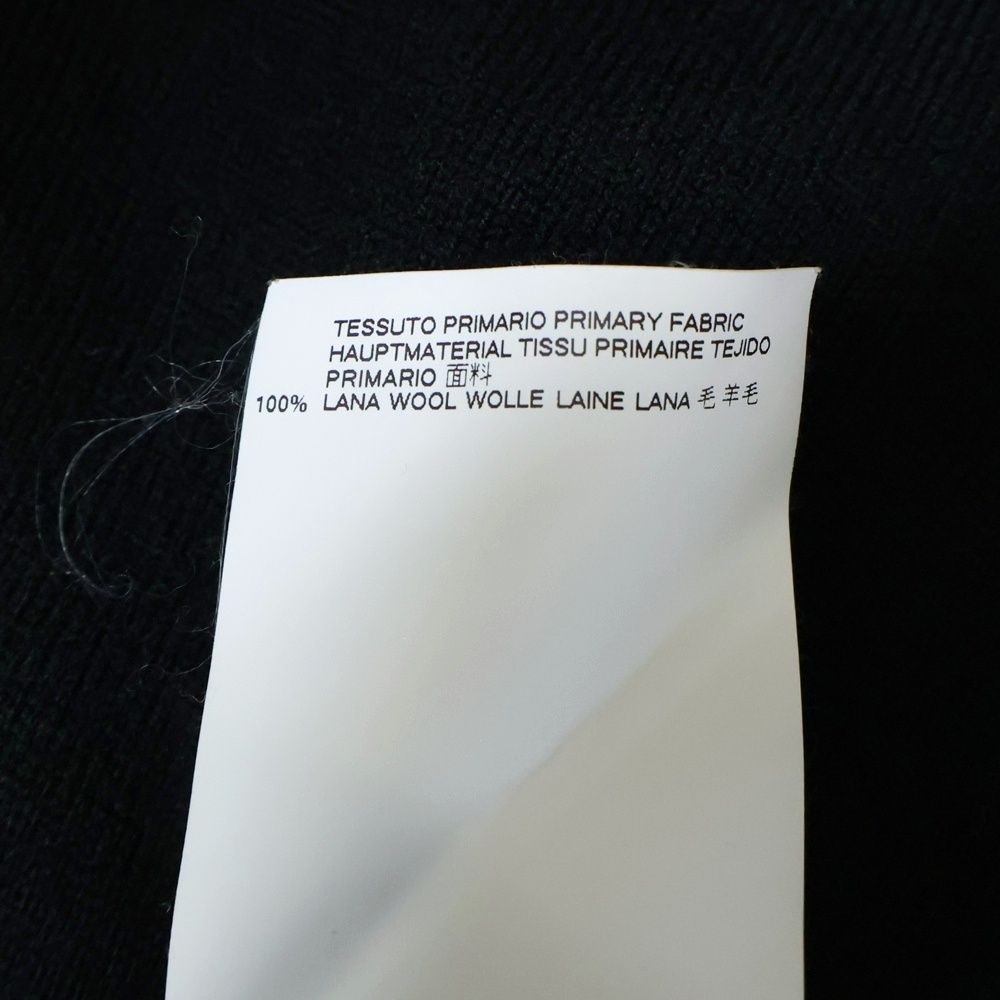 TESSUTO PRIMARIO PRIMARY FABRIC
HAUPTMATERIAL TISSU PRIMAIRE TEJIDO
PRIMARIO 面料
100% LANA WOOL WOLLE LAINE LANA 毛 羊毛